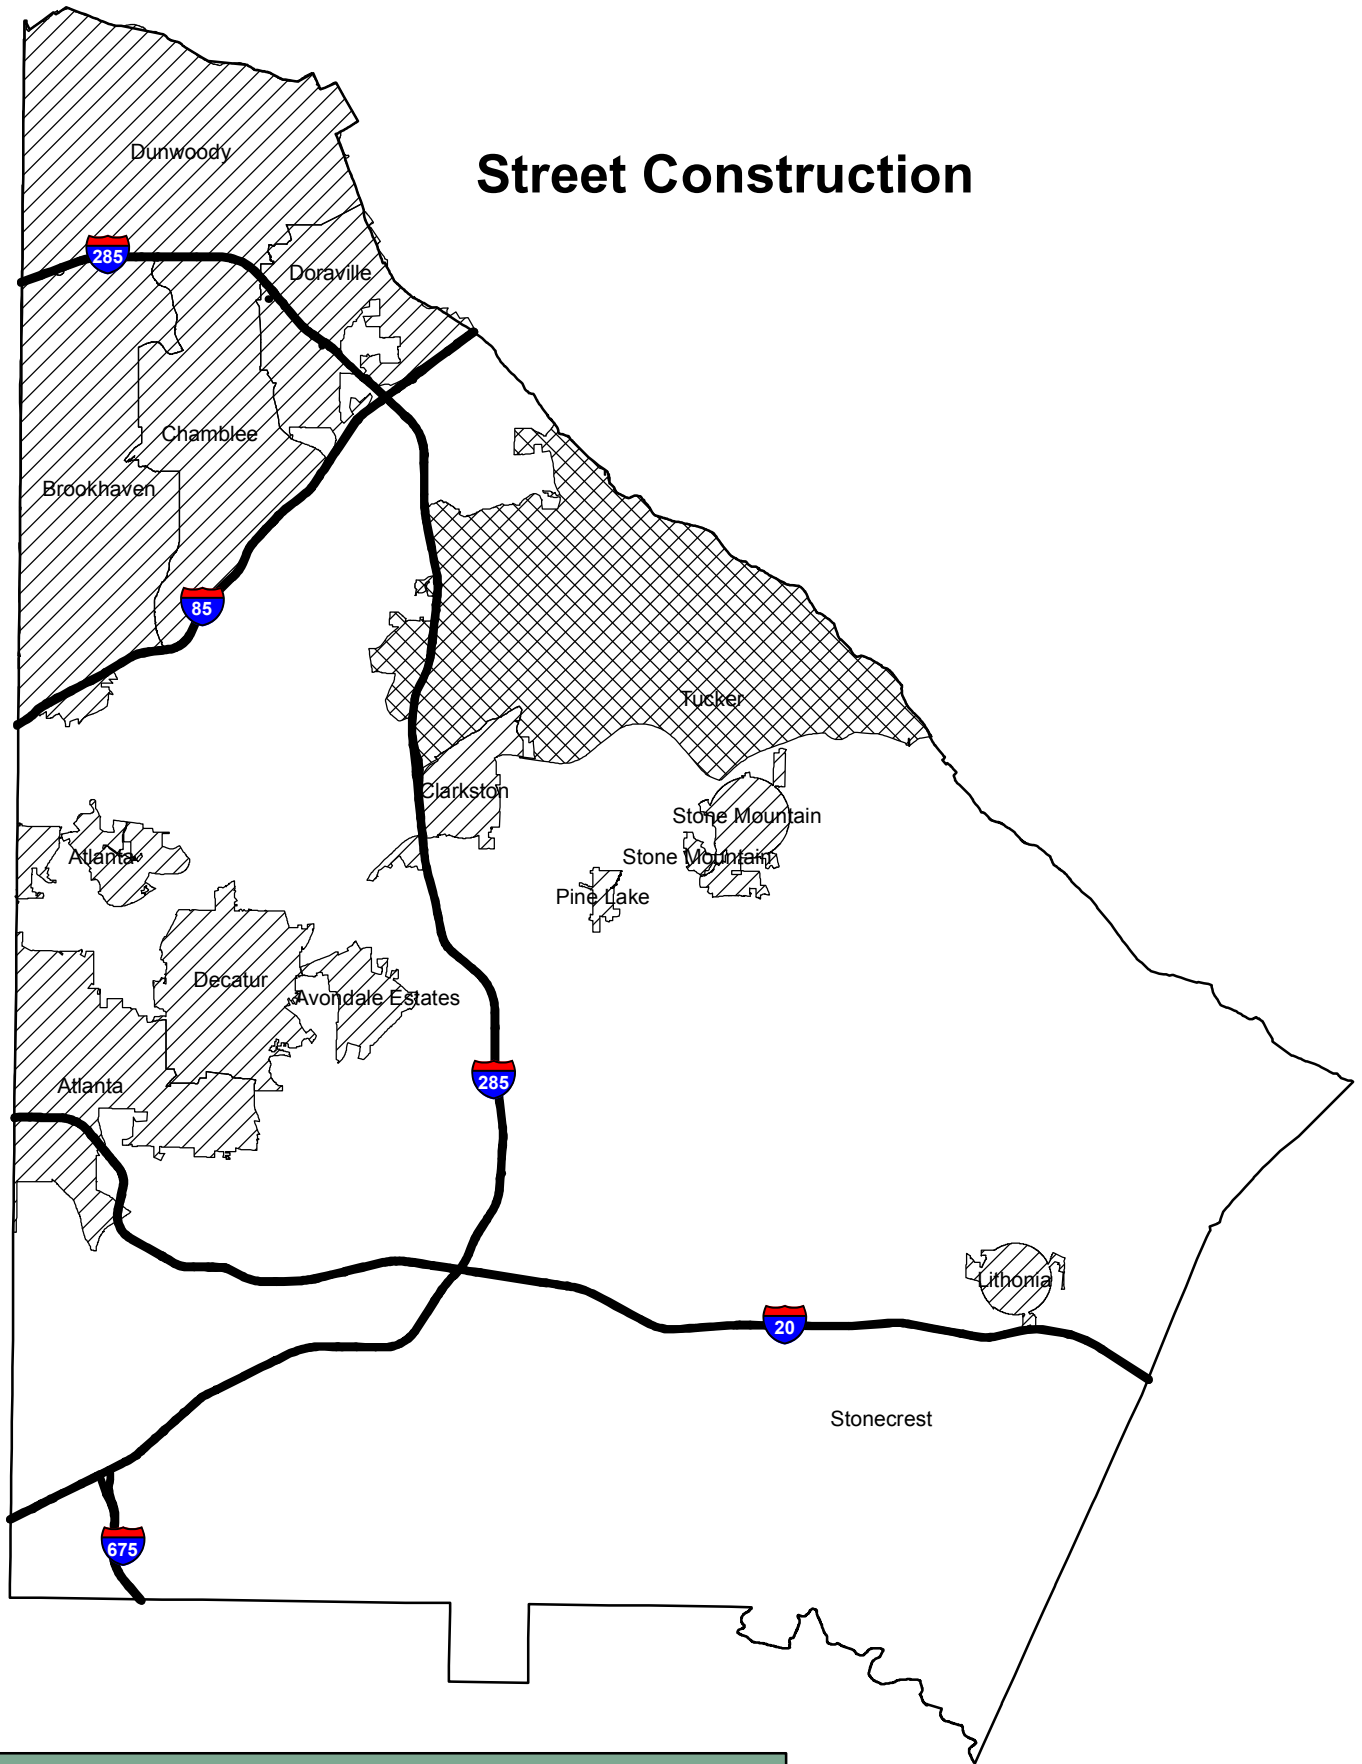 Dunwoody
Street Construction
285
Doraville
Chamblee
Brookhaven
85
Tucker
Clarkston
Stone Mountain
Atlanta
Stone Mountain
Pine Lake
Decatur
Avondale Estates
285
Atlanta
Lithonia
20
Stonecrest
675